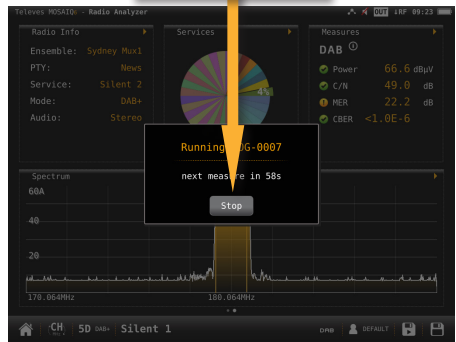 Televes MOSAIQ6 - Radio Analyzer OUT IRF 09:23
Radio Info
Ensemble: Sydney Mux1
PTY: News
Service: Silent 2
Mode: DAB+
Audio: Stereo
Services
4%
Measures
DAB
Power 66.6 dBµV
C/N 49.0 dB
MER 22.2 dB
CBER <1.0E-6
next measure in 58s
Stop
Spectrum
60A
40
20
170.064MHz 180.064MHz
CH 5D DAB+ Silent 1 DAB DEFAULT